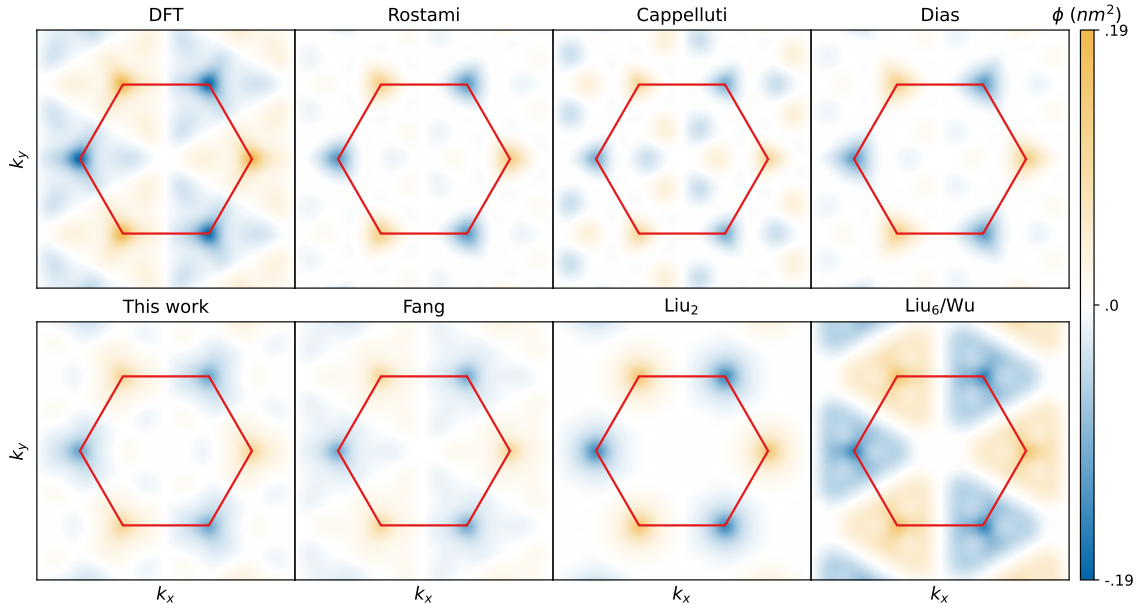 DFT
Rostami
Cappelluti
Dias
ϕ (nm²)
.19
k_y
.0
This work
Fang
Liu₂
Liu₆/Wu
k_y
-.19
k_x
k_x
k_x
k_x